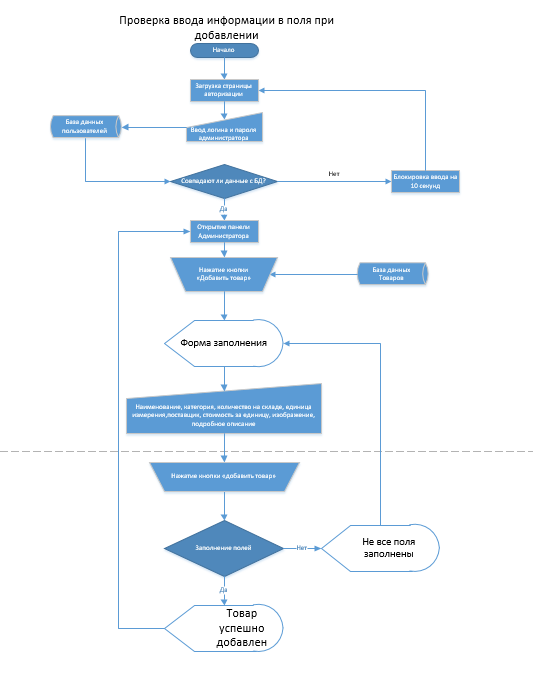 Проверка ввода информации в поля при
добавлении
Начало
Загрузка страницы
авторизации
База данных
пользователей
Ввод логина и пароля
администратора
Совпадают ли данные с БД?
Нет
Блокировка ввода на
10 секунд
Да
Открытие панели
Администратора
Нажатие кнопки
«Добавить товар»
База данных
Товаров
Форма заполнения
Наименование, категория, количество на складе, единица
измерения,поставщик, стоимость за единицу, изображение,
подробное описание
Нажатие кнопки «добавить товар»
Заполнение полей
Нет
Не все поля
заполнены
Да
Товар
успешно
добавлен